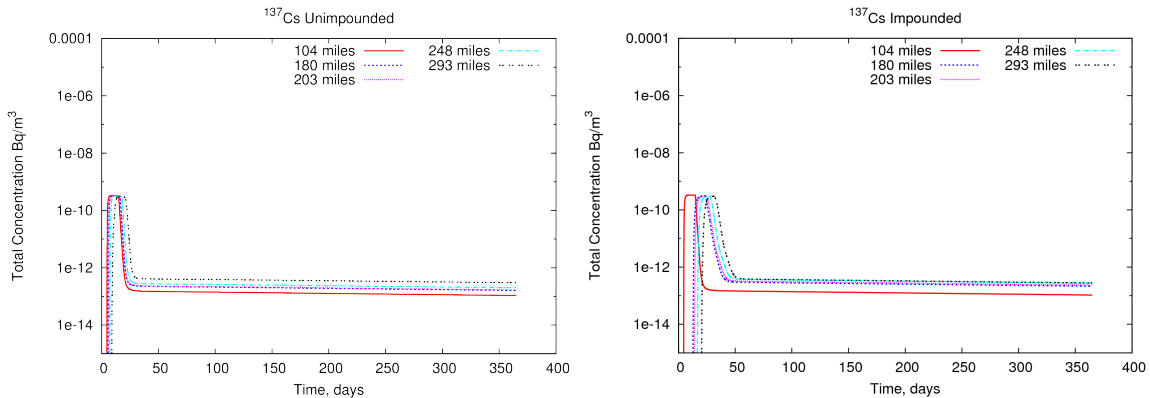 137Cs Unimpounded
0.0001
1e-06
1e-08
1e-10
1e-12
1e-14
Total Concentration Bq/m3
104 miles
180 miles
203 miles
248 miles
293 miles
0 50 100 150 200 250 300 350 400
Time, days
137Cs Impounded
0.0001
1e-06
1e-08
1e-10
1e-12
1e-14
Total Concentration Bq/m3
104 miles
180 miles
203 miles
248 miles
293 miles
0 50 100 150 200 250 300 350 400
Time, days